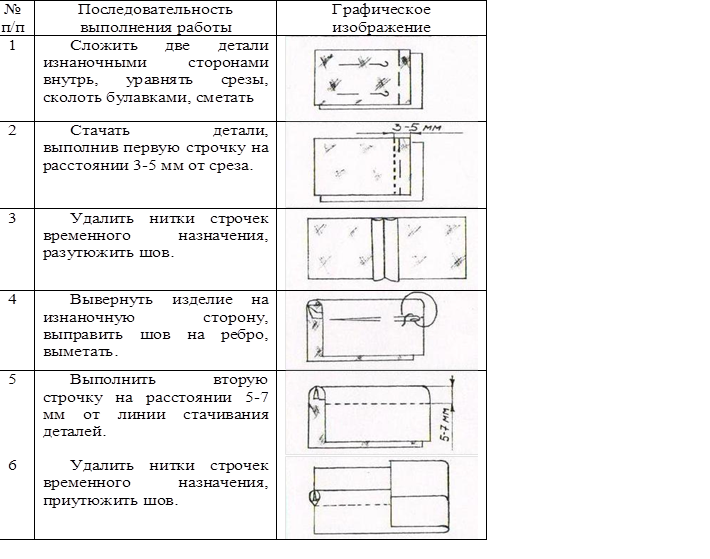 № Последовательность Графическое
п/п выполнения работы изображение
1 Сложить две детали
изнаночными сторонами
внутрь, уравнять срезы,
сколоть булавками, сметать
2 Стачать детали,
выполнив первую строчку на
расстоянии 3-5 мм от среза.
3-5 мм
3 Удалить нитки строчек
временного назначения,
разутюжить шов.
4 Вывернуть изделие на
изнаночную сторону,
выправить шов на ребро,
выметать.
5 Выполнить вторую
строчку на расстоянии 5-7
мм от линии стачивания
деталей.
5-7 мм
6 Удалить нитки строчек
временного назначения,
приутюжить шов.